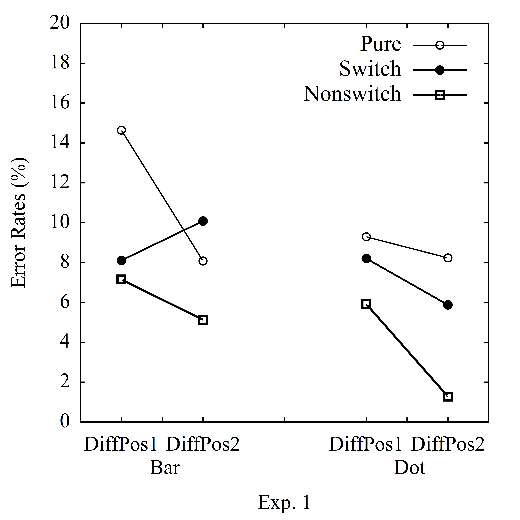 20
18
16
14
12
10
8
6
4
2
0
Error Rates (%)
Pure
Switch
Nonswitch
DiffPos1 DiffPos2 DiffPos1 DiffPos2
Bar Dot
Exp. 1